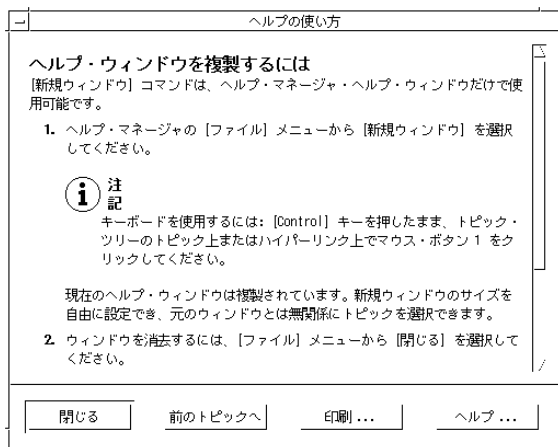 ヘルプの使い方
ヘルプ・ウィンドウを複製するには
[新規ウィンドウ] コマンドは、ヘルプ・マネージャ・ヘルプ・ウィンドウだけで使
用可能です。
1. ヘルプ・マネージャの [ファイル] メニューから [新規ウィンドウ] を選択
してください。
注
記
キーボードを使用するには: [Control] キーを押したまま、トピック・
ツリーのトピック上またはハイパーリンク上でマウス・ボタン 1 をク
リックしてください。
現在のヘルプ・ウィンドウは複製されています。新規ウィンドウのサイズを
自由に設定でき、元のウィンドウとは無関係にトピックを選択できます。
2. ウィンドウを消去するには、[ファイル] メニューから [閉じる] を選択して
ください。
閉じる
前のトピックへ
印刷 ...
ヘルプ ...